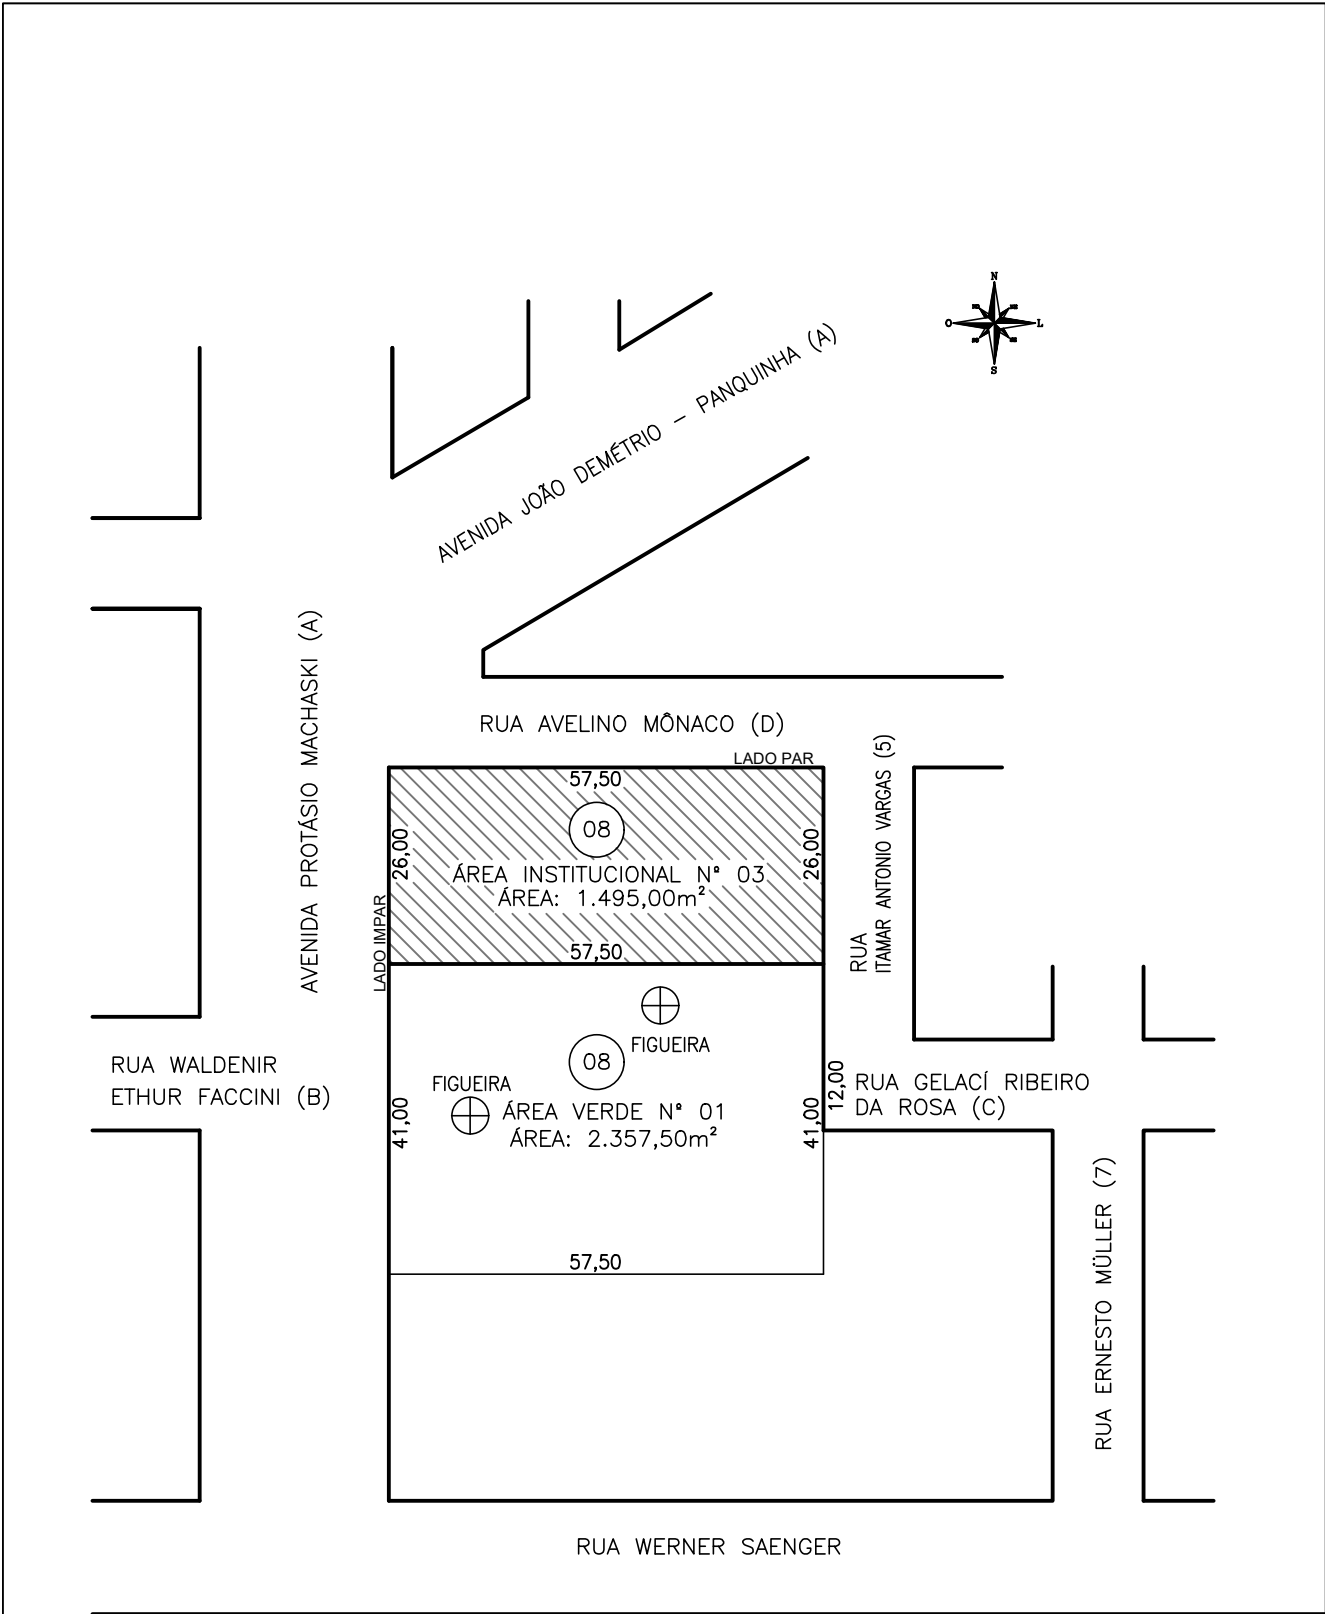 N
O
L
S
AVENIDA JOÃO DEMÉTRIO - PANQUINHA (A)
AVENIDA PROTÁSIO MACHASKI (A)
RUA AVELINO MÔNACO (D)
LADO PAR
57,50
08
26,00
26,00
ÁREA INSTITUCIONAL Nº 03
ÁREA: 1.495,00m²
57,50
LADO IMPAR
RUA
ITAMAR ANTONIO VARGAS (5)
FIGUEIRA
08
RUA WALDENIR
ETHUR FACCINI (B)
FIGUEIRA
ÁREA VERDE Nº 01
ÁREA: 2.357,50m²
41,00
41,00
12,00
RUA GELACÍ RIBEIRO
DA ROSA (C)
57,50
RUA ERNESTO MÜLLER (7)
RUA WERNER SAENGER